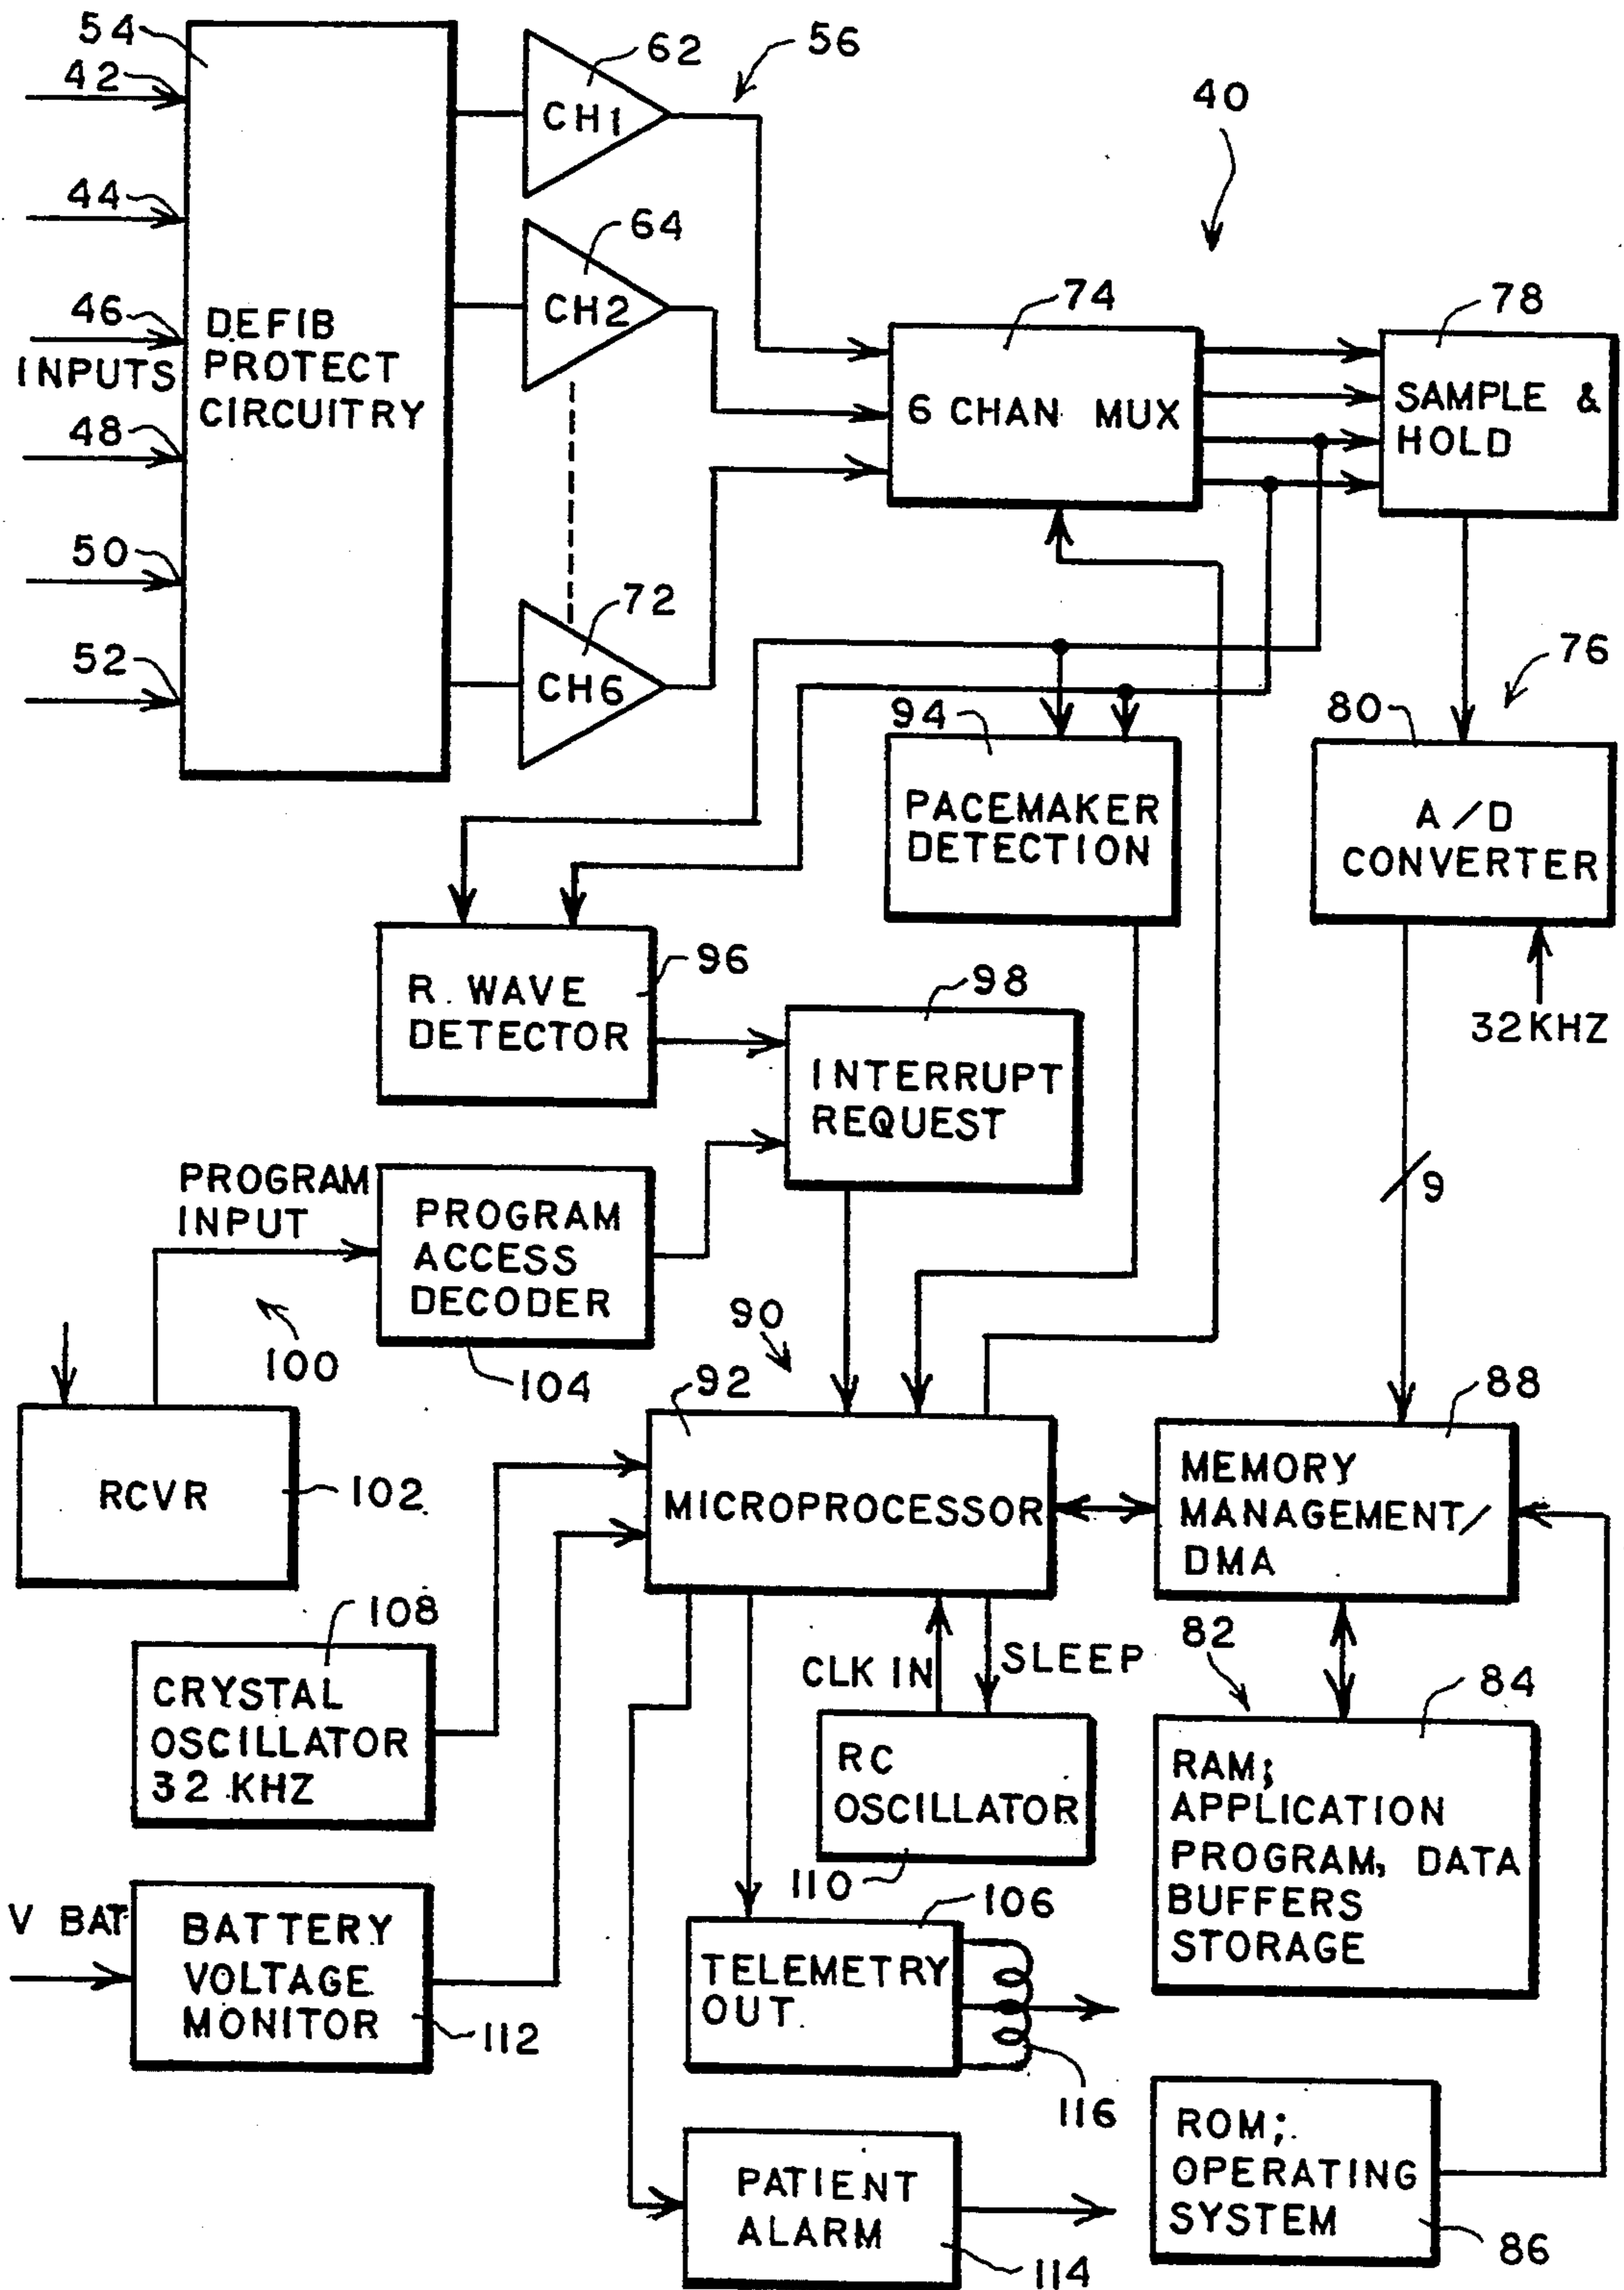 54
42
44
46
INPUTS
48
50
52
DEFIB
PROTECT
CIRCUITRY
62
CH1
56
64
CH2
72
CH6
40
74
6 CHAN MUX
78
SAMPLE &
HOLD
76
80
A/D
CONVERTER
32KHZ
9
94
PACEMAKER
DETECTION
96
R. WAVE
DETECTOR
98
INTERRUPT
REQUEST
PROGRAM
INPUT
PROGRAM
ACCESS
DECODER
104
100
RCVR
102
90
92
MICROPROCESSOR
88
MEMORY
MANAGEMENT/
DMA
108
CRYSTAL
OSCILLATOR
32 KHZ
CLK IN
SLEEP
RC
OSCILLATOR
110
82
84
RAM;
APPLICATION
PROGRAM, DATA
BUFFERS
STORAGE
V BAT
BATTERY
VOLTAGE
MONITOR
112
106
TELEMETRY
OUT
116
PATIENT
ALARM
114
ROM;
OPERATING
SYSTEM
86